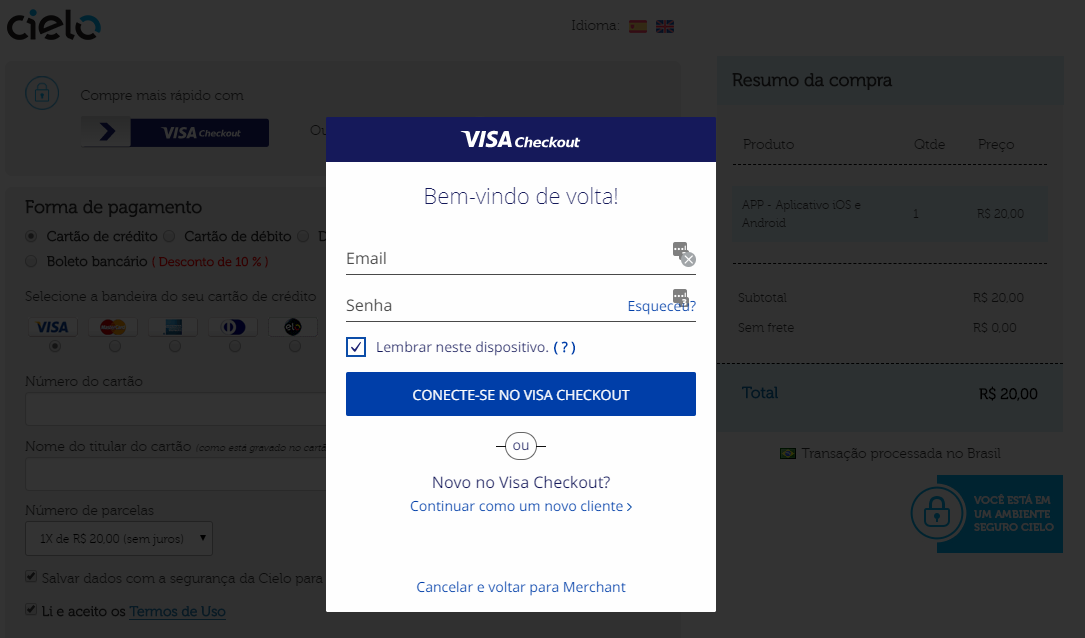 cielo
Idioma:
Compre mais rápido com
VISA Checkout
Ou
Forma de pagamento
Cartão de crédito
Cartão de débito
D
Boleto bancário ( Desconto de 10 % )
Selecione a bandeira do seu cartão de crédito
VISA
elo
Número do cartão
Nome do titular do cartão (como está gravado no cartã
Número de parcelas
1X de R$ 20,00 (sem juros)
Salvar dados com a segurança da Cielo para
Li e aceito os Termos de Uso
VISA Checkout
Bem-vindo de volta!
Email
Senha
Esqueceu?
Lembrar neste dispositivo. ( ? )
CONECTE-SE NO VISA CHECKOUT
ou
Novo no Visa Checkout?
Continuar como um novo cliente >
Cancelar e voltar para Merchant
Resumo da compra
Produto Qtde Preço
APP - Aplicativo iOS e
Android
1 R$ 20,00
Subtotal R$ 20,00
Sem frete R$ 0,00
Total R$ 20,00
Transação processada no Brasil
VOCÊ ESTÁ EM
UM AMBIENTE
SEGURO CIELO